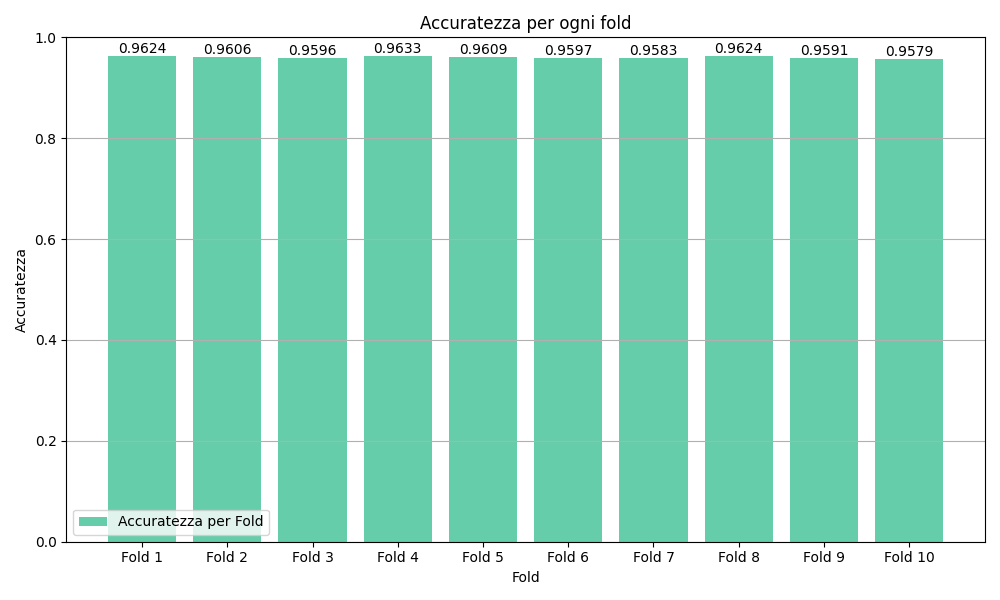 Accuratezza per ogni fold
1.0
0.9624 0.9606 0.9596 0.9633 0.9609 0.9597 0.9583 0.9624 0.9591 0.9579
0.8
0.6
Accuratezza
0.4
0.2
Accuratezza per Fold
0.0
Fold 1 Fold 2 Fold 3 Fold 4 Fold 5 Fold 6 Fold 7 Fold 8 Fold 9 Fold 10
Fold